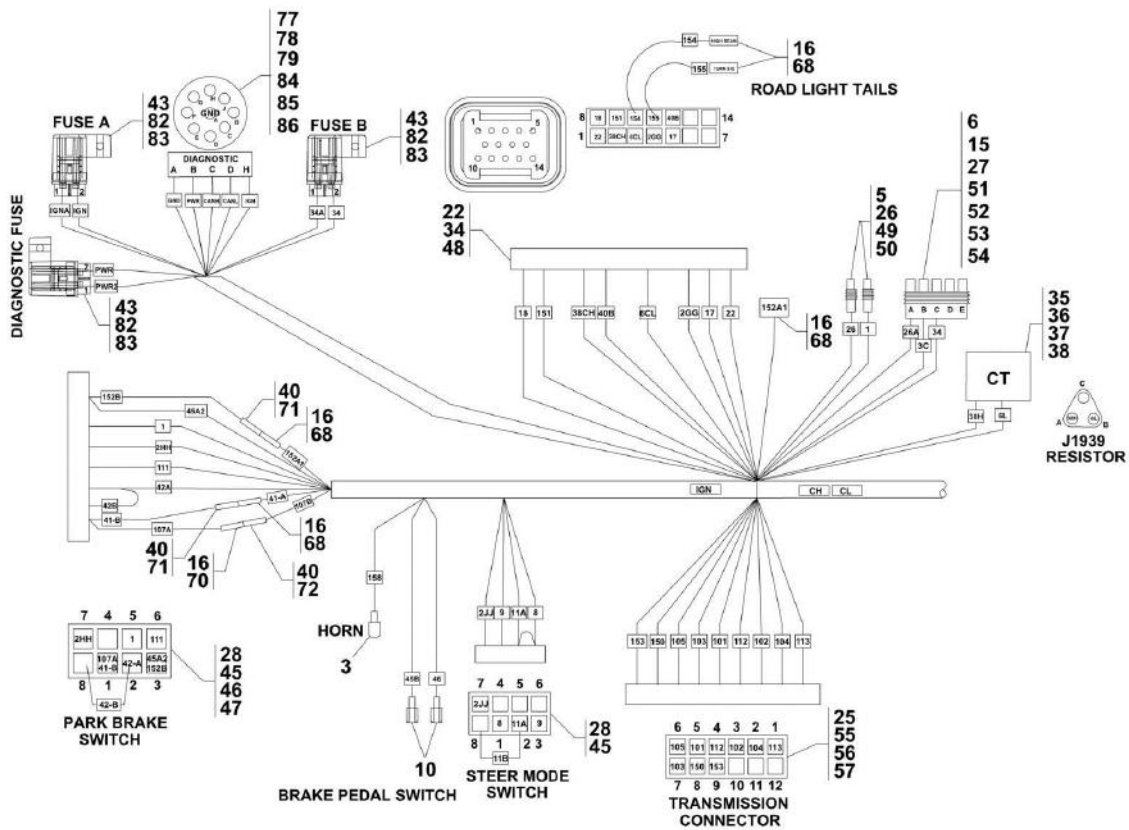 77
78
79
84
85
86
43
82
83
FUSE A
1 2
IGNA IGN
H
GND
A
E
D
C
DIAGNOSTIC
A B C D H
GND PWR CANH CANL IGN
FUSE B
43
82
83
1 2
34A 34
DIAGNOSTIC FUSE
PWR
PWR2
43
82
83
1 5
10 14
154
155
16
68
ROAD LIGHT TAILS
8 18 151 154 155 40B 14
1 22 38CH 6CL 2GG 17 7
22
34
48
18 151 38CH 40B 6CL 2GG 17 22
152A1
16
68
5
26
49
50
26 1
6
15
27
51
52
53
54
A B C D E
26A 34
3C
35
36
37
38
CT
38H 6L
C
A B
J1939
RESISTOR
152B
45A2
1
2HH
111
42A
42B
41-B
107A
40
71
16
68
152A1
41-A
107B
40
71
16
70
16
68
40
72
IGN
CH CL
7 4 5 6
2HH 1 111
107A
41-B
42-A
45A2
152B
8 1 2 3
42-B
28
45
46
47
PARK BRAKE
SWITCH
158
HORN
3
45B 46
10
BRAKE PEDAL SWITCH
2JJ 9 11A 8
7 4 5 6
2JJ
8 11A 9
8 1 2 3
11B
28
45
STEER MODE
SWITCH
153 150 105 103 101 112 102 104 113
6 5 4 3 2 1
105 101 112 102 104 113
103 150 153
7 8 9 10 11 12
25
55
56
57
TRANSMISSION
CONNECTOR